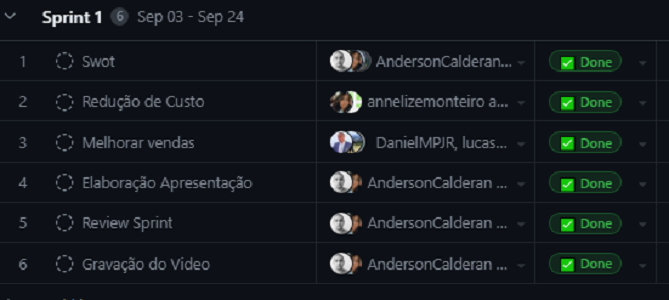 Sprint 1 6 Sep 03 - Sep 24
1 Swot AndersonCalderan... Done
2 Redução de Custo annelizemonteiro a... Done
3 Melhorar vendas DanielMPJR, lucas... Done
4 Elaboração Apresentação AndersonCalderan ... Done
5 Review Sprint AndersonCalderan ... Done
6 Gravação do Vídeo AndersonCalderan ... Done